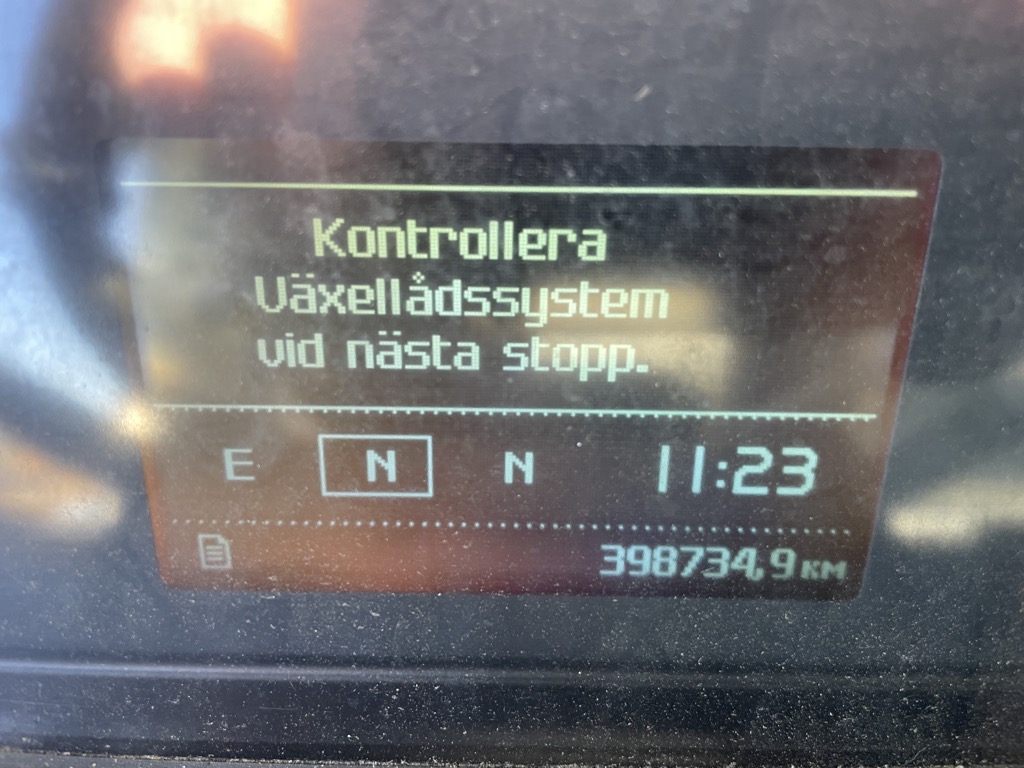 Kontrollera
Växellådssystem
vid nästa stopp.
E N N 11:23
398734,9 KM